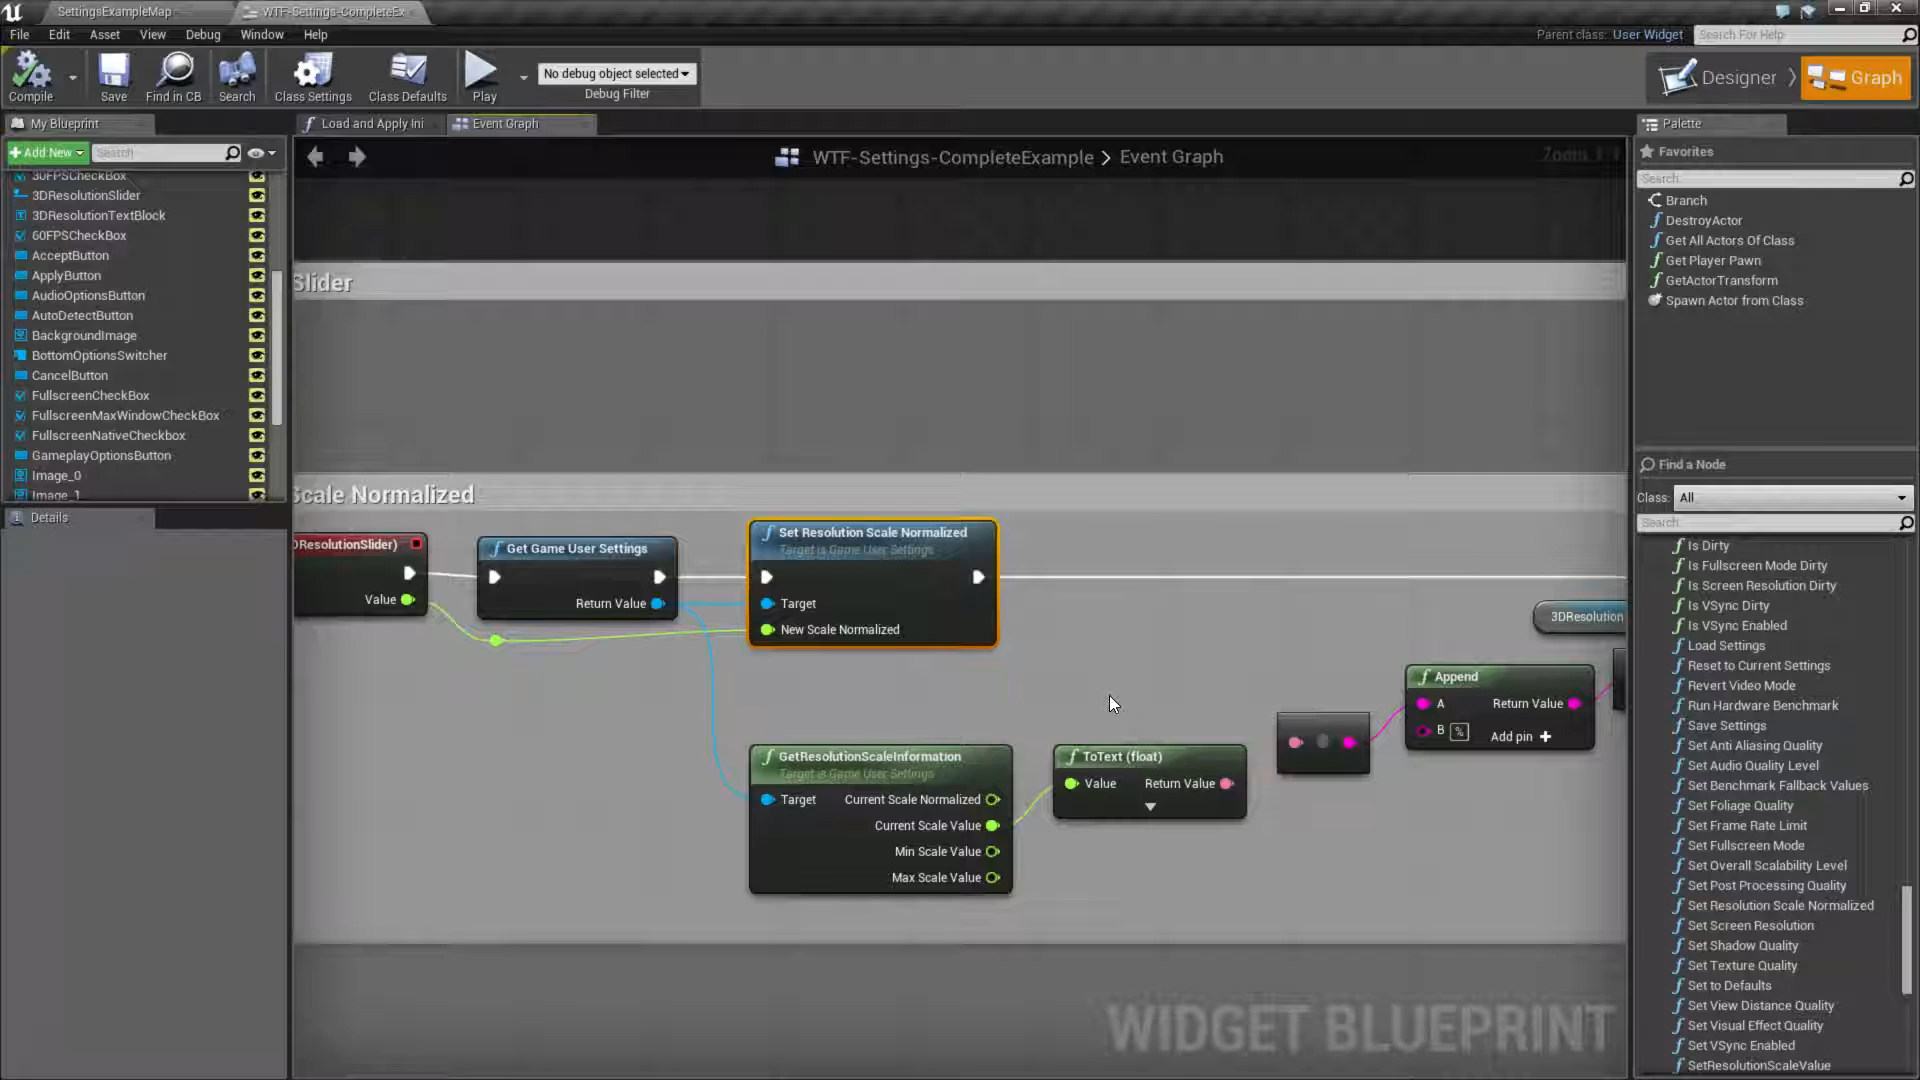 SettingsExampleMap
WTF-Settings-CompleteEx
File Edit Asset View Debug Window Help
Parent class: User Widget
Search For Help
Compile
Save
Find in CB
Search
Class Settings
Class Defaults
Play
No debug object selected
Debug Filter
Designer
Graph
My Blueprint
Load and Apply Ini
Event Graph
Palette
Add New
Search
WTF-Settings-CompleteExample > Event Graph
Zoom 1:1
Favorites
Search
30FPSCheckBox
3DResolutionSlider
3DResolutionTextBlock
60FPSCheckBox
AcceptButton
ApplyButton
AudioOptionsButton
AutoDetectButton
BackgroundImage
BottomOptionsSwitcher
CancelButton
FullscreenCheckBox
FullscreenMaxWindowCheckBox
FullscreenNativeCheckbox
GameplayOptionsButton
Image_0
Image_1
Details
Branch
DestroyActor
Get All Actors Of Class
Get Player Pawn
GetActorTransform
Spawn Actor from Class
Slider
Scale Normalized
DResolutionSlider)
Value
Get Game User Settings
Return Value
Set Resolution Scale Normalized
Target is Game User Settings
Target
New Scale Normalized
3DResolution
Append
A Return Value
B % Add pin +
GetResolutionScaleInformation
Target is Game User Settings
Target Current Scale Normalized
Current Scale Value
Min Scale Value
Max Scale Value
ToText (float)
Value Return Value
WIDGET BLUEPRINT
Find a Node
Class: All
Search
Is Dirty
Is Fullscreen Mode Dirty
Is Screen Resolution Dirty
Is VSync Dirty
Is VSync Enabled
Load Settings
Reset to Current Settings
Revert Video Mode
Run Hardware Benchmark
Save Settings
Set Anti Aliasing Quality
Set Audio Quality Level
Set Benchmark Fallback Values
Set Foliage Quality
Set Frame Rate Limit
Set Fullscreen Mode
Set Overall Scalability Level
Set Post Processing Quality
Set Resolution Scale Normalized
Set Screen Resolution
Set Shadow Quality
Set Texture Quality
Set to Defaults
Set View Distance Quality
Set Visual Effect Quality
Set VSync Enabled
SetResolutionScaleValue